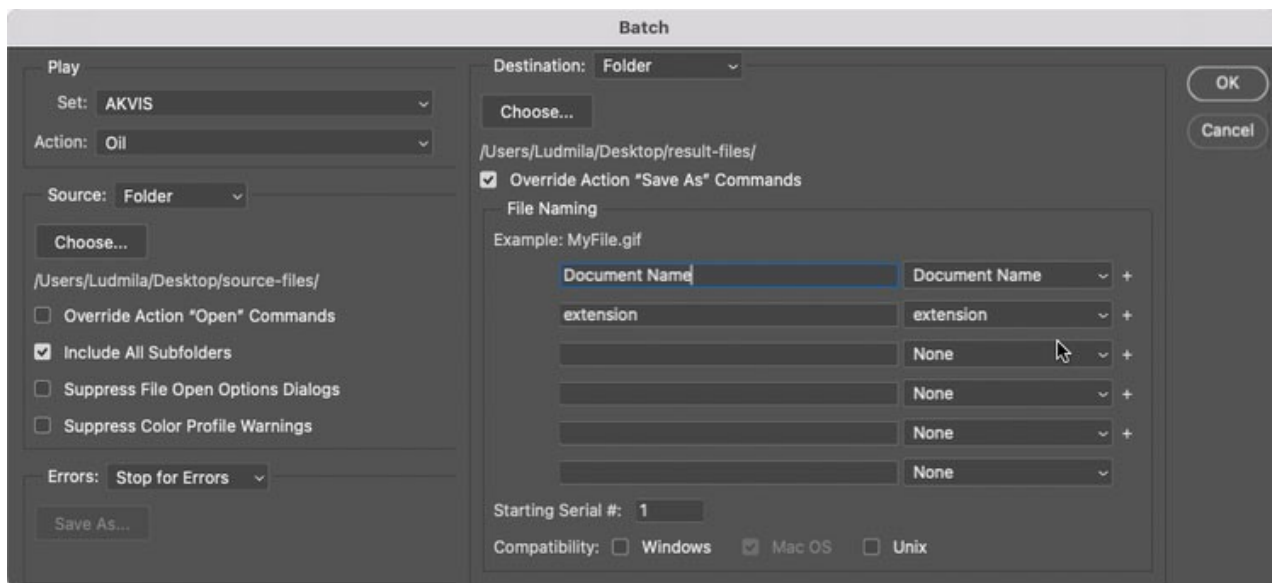 Batch
Play
Set: AKVIS
Action: Oil
Source: Folder
Choose...
/Users/Ludmila/Desktop/source-files/
Override Action "Open" Commands
Include All Subfolders
Suppress File Open Options Dialogs
Suppress Color Profile Warnings
Errors: Stop for Errors
Save As...
Destination: Folder
Choose...
/Users/Ludmila/Desktop/result-files/
Override Action "Save As" Commands
File Naming
Example: MyFile.gif
Document Name Document Name +
extension extension +
None +
None +
None +
None
Starting Serial #: 1
Compatibility: Windows Mac OS Unix
OK
Cancel